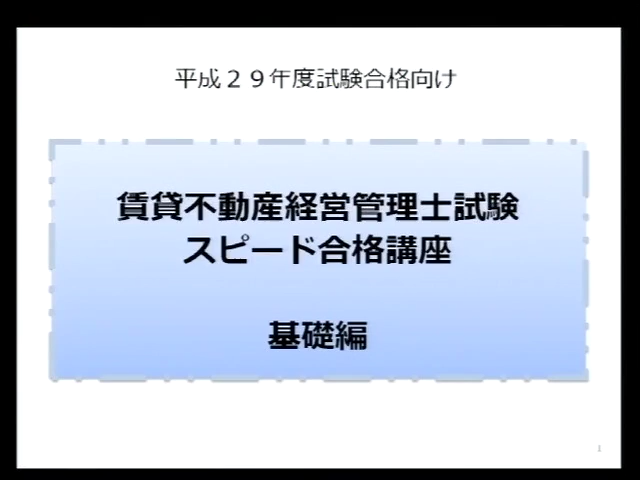 平成２９年度試験合格向け
賃貸不動産経営管理士試験
スピード合格講座
基礎編
1